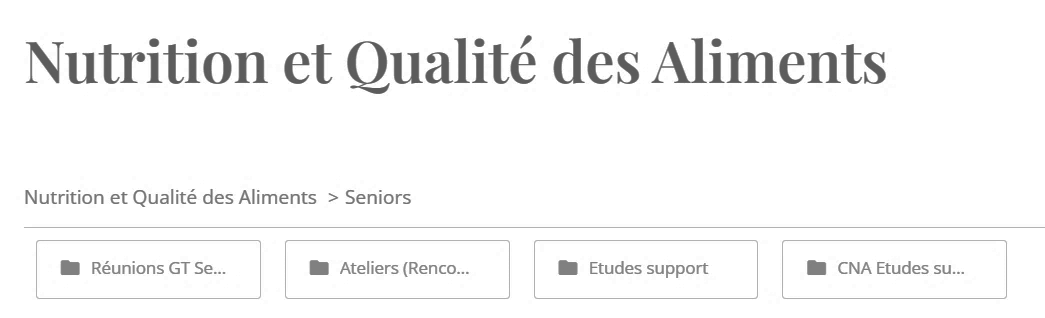 Nutrition et Qualité des Aliments
Nutrition et Qualité des Aliments > Seniors
Réunions GT Se...
Ateliers (Renco...
Etudes support
CNA Etudes su...